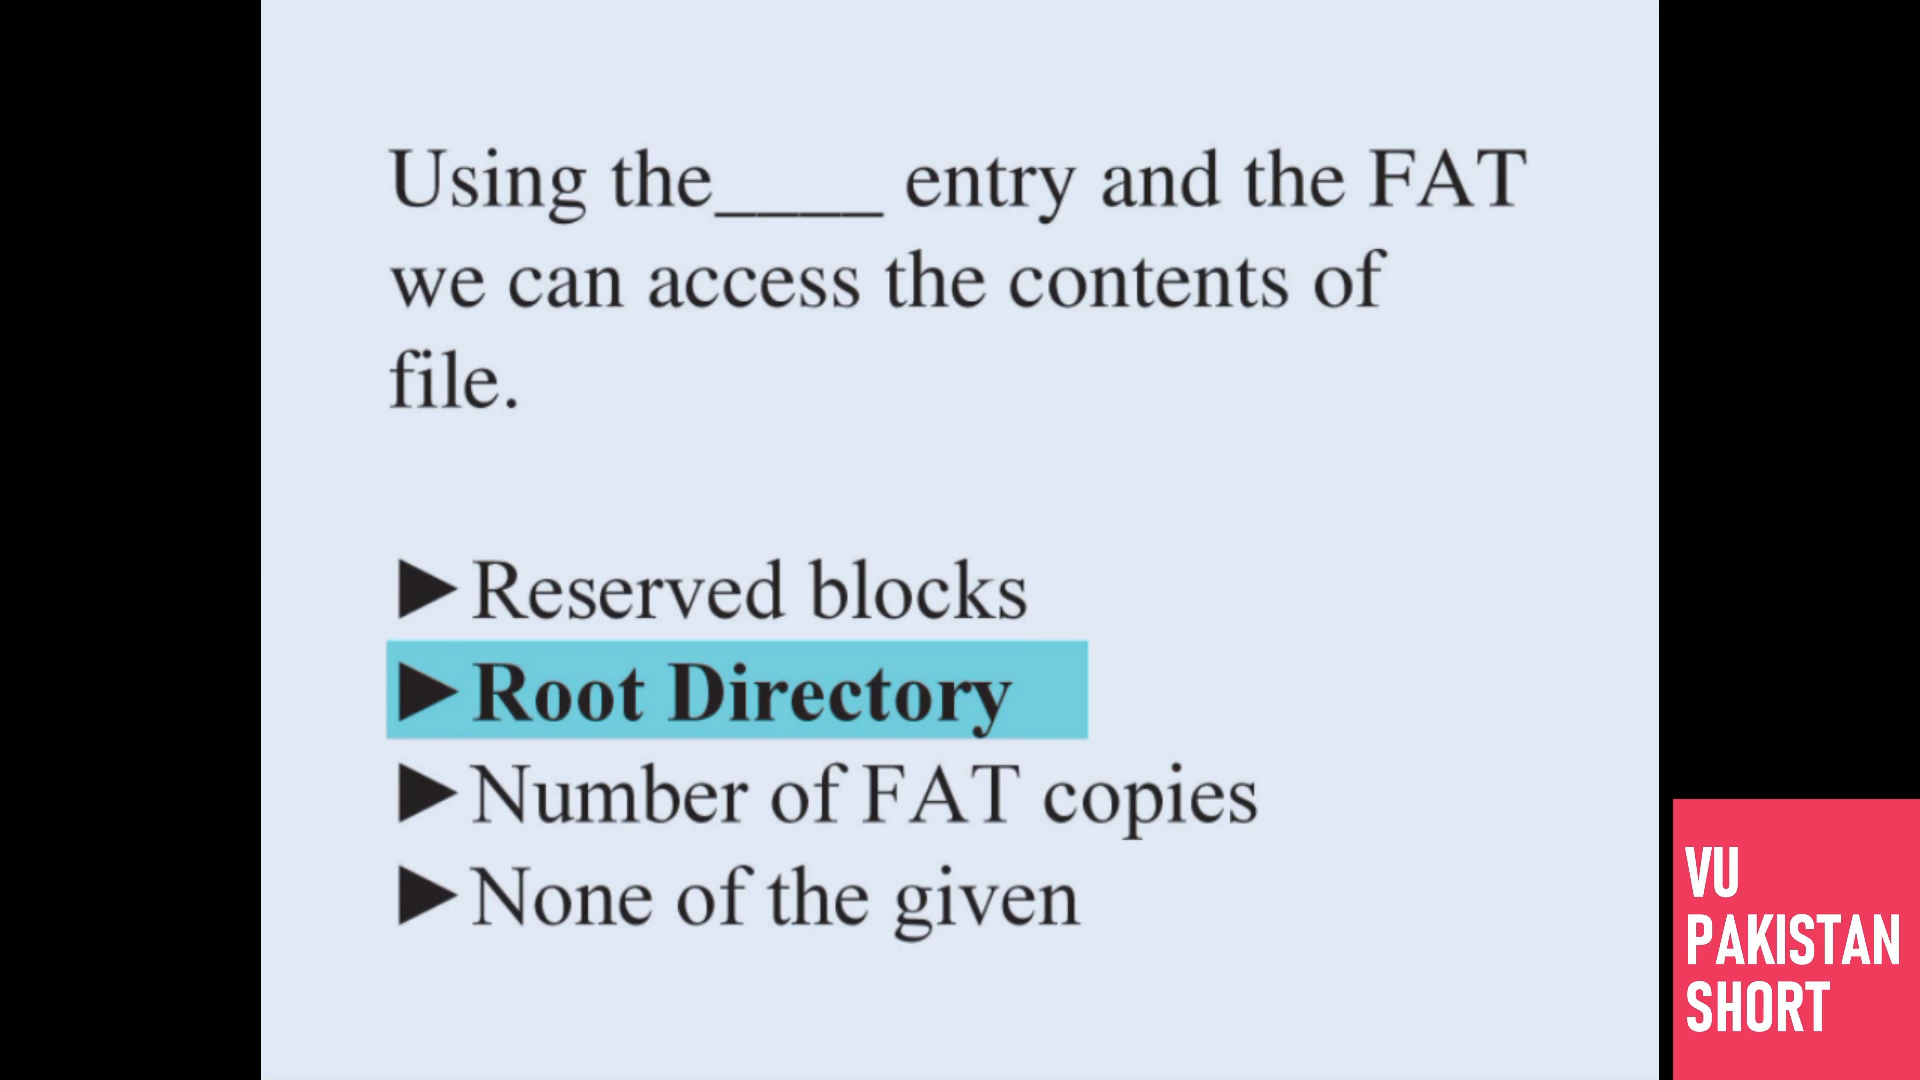 Using the____ entry and the FAT
we can access the contents of
file.
►Reserved blocks
►Root Directory
►Number of FAT copies
►None of the given
VU
PAKISTAN
SHORT